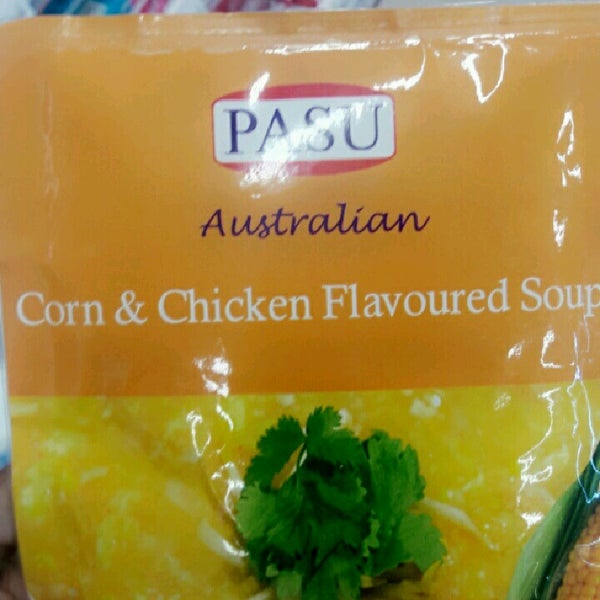 PASU
Australian
Corn & Chicken Flavoured Soup